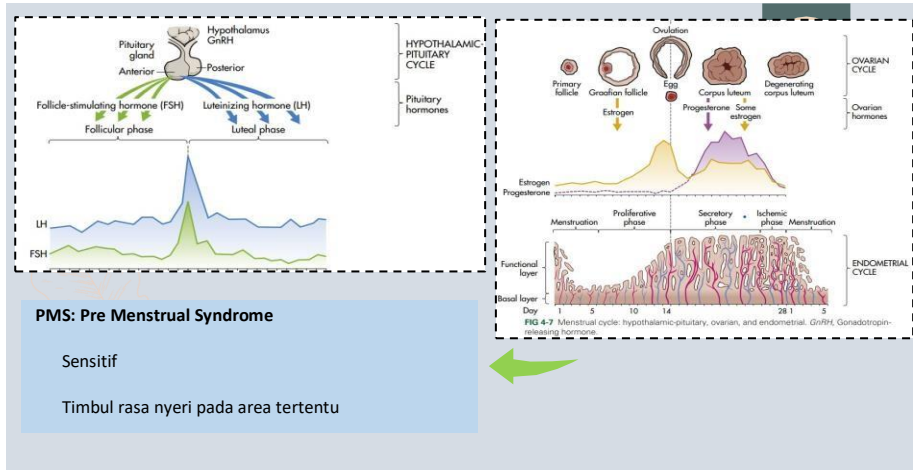 Hypothalamus
GnRH
Pituitary
gland
Anterior
Posterior
HYPOTHALAMIC-
PITUITARY
CYCLE
Follicle-stimulating hormone (FSH)
Luteinizing hormone (LH)
Pituitary
hormones
Follicular phase
Luteal phase
LH
FSH
Ovulation
Primary
follicle
Graafian follicle
Egg
Corpus luteum
Degenerating
corpus luteum
OVARIAN
CYCLE
Estrogen
Progesterone
Some
estrogen
Ovarian
hormones
Estrogen
Progesterone
Menstruation
Proliferative
phase
Secretory
phase
Ischemic
phase
Menstruation
Functional
layer
Basal layer
ENDOMETRIAL
CYCLE
Day 1 5 10 14 20 28 1 5
FIG 4-7 Menstrual cycle: hypothalamic-pituitary, ovarian, and endometrial. GnRH, Gonadotropin-
releasing hormone.
PMS: Pre Menstrual Syndrome
Sensitif
Timbul rasa nyeri pada area tertentu